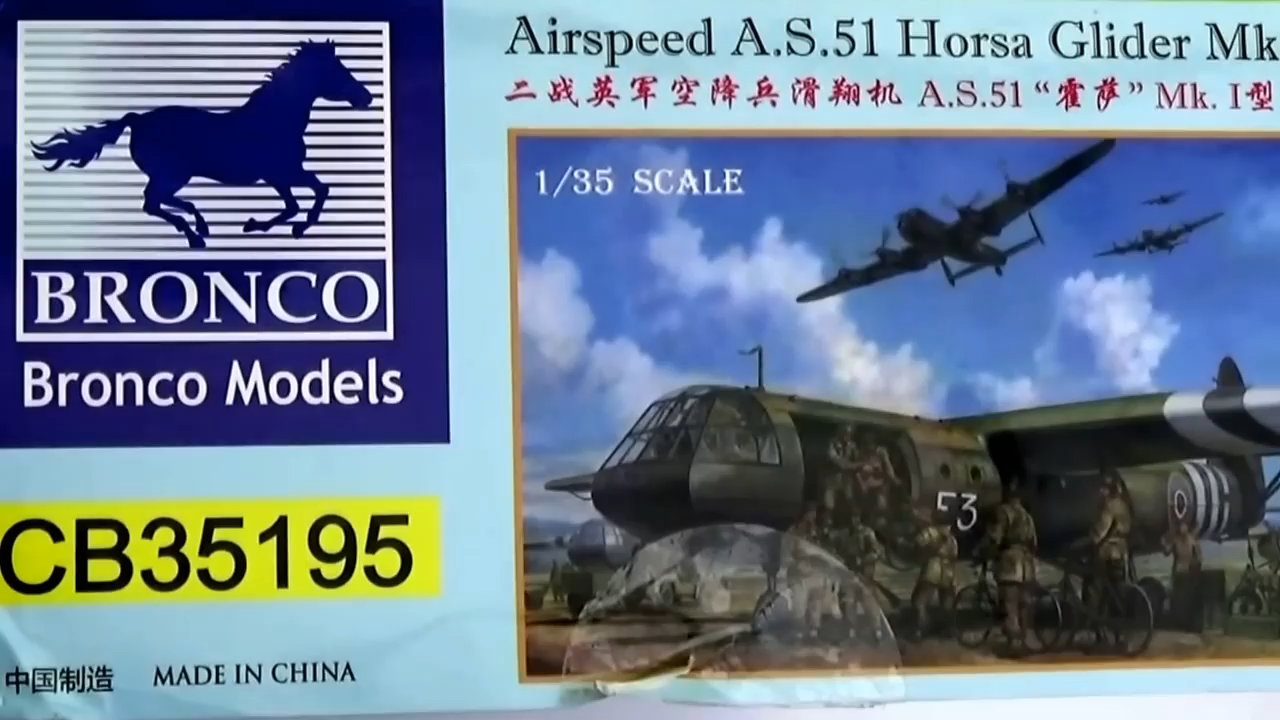 BRONCO
Bronco Models
CB35195
中国制造 MADE IN CHINA
Airspeed A.S.51 Horsa Glider Mk
二战英军空降兵滑翔机 A.S.51 “霍萨” Mk. I型
1/35 SCALE
53